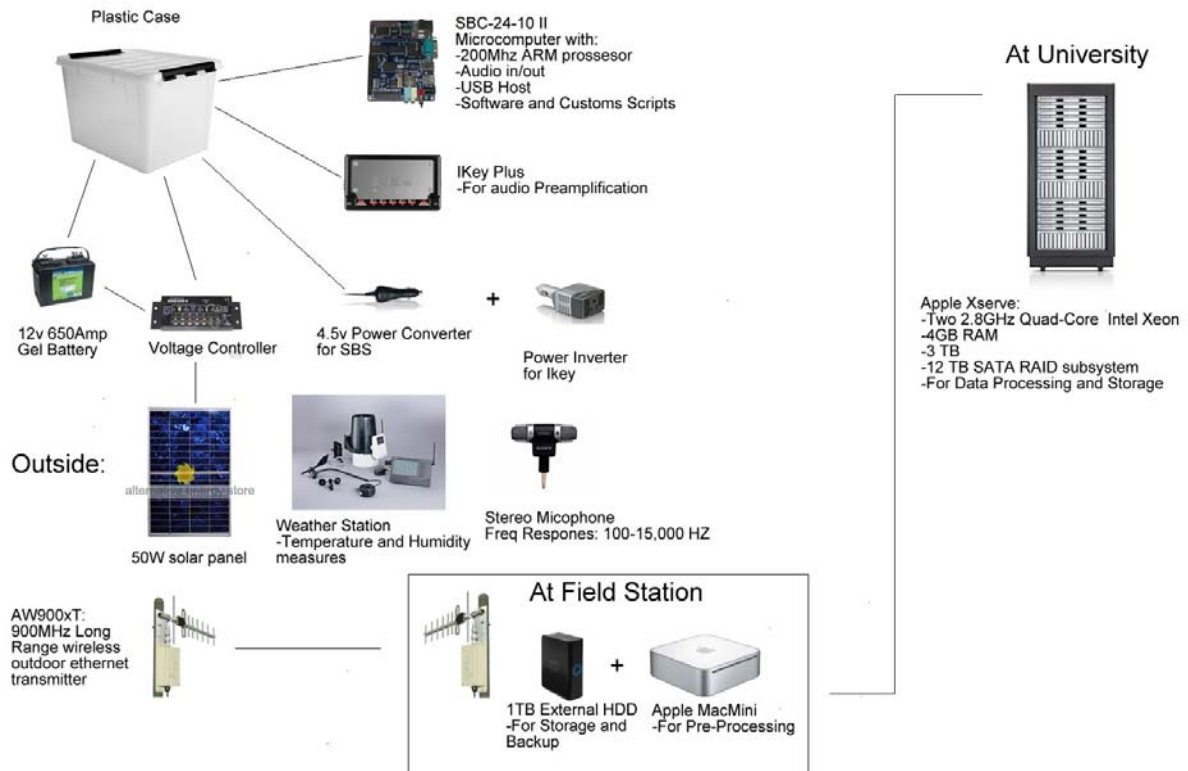 Plastic Case
SBC-24-10 II
Microcomputer with:
-200Mhz ARM prossesor
-Audio in/out
-USB Host
-Software and Customs Scripts
At University
IKey Plus
-For audio Preamplification
12v 650Amp
Gel Battery
Voltage Controller
4.5v Power Converter
for SBS
+
Power Inverter
for Ikey
Apple Xserve:
-Two 2.8GHz Quad-Core Intel Xeon
-4GB RAM
-3 TB
-12 TB SATA RAID subsystem
-For Data Processing and Storage
Outside:
alternative energy store
50W solar panel
Weather Station
-Temperature and Humidity
measures
Stereo Micophone
Freq Respones: 100-15,000 HZ
AW900xT:
900MHz Long
Range wireless
outdoor ethernet
transmitter
At Field Station
+
1TB External HDD
-For Storage and
Backup
Apple MacMini
-For Pre-Processing